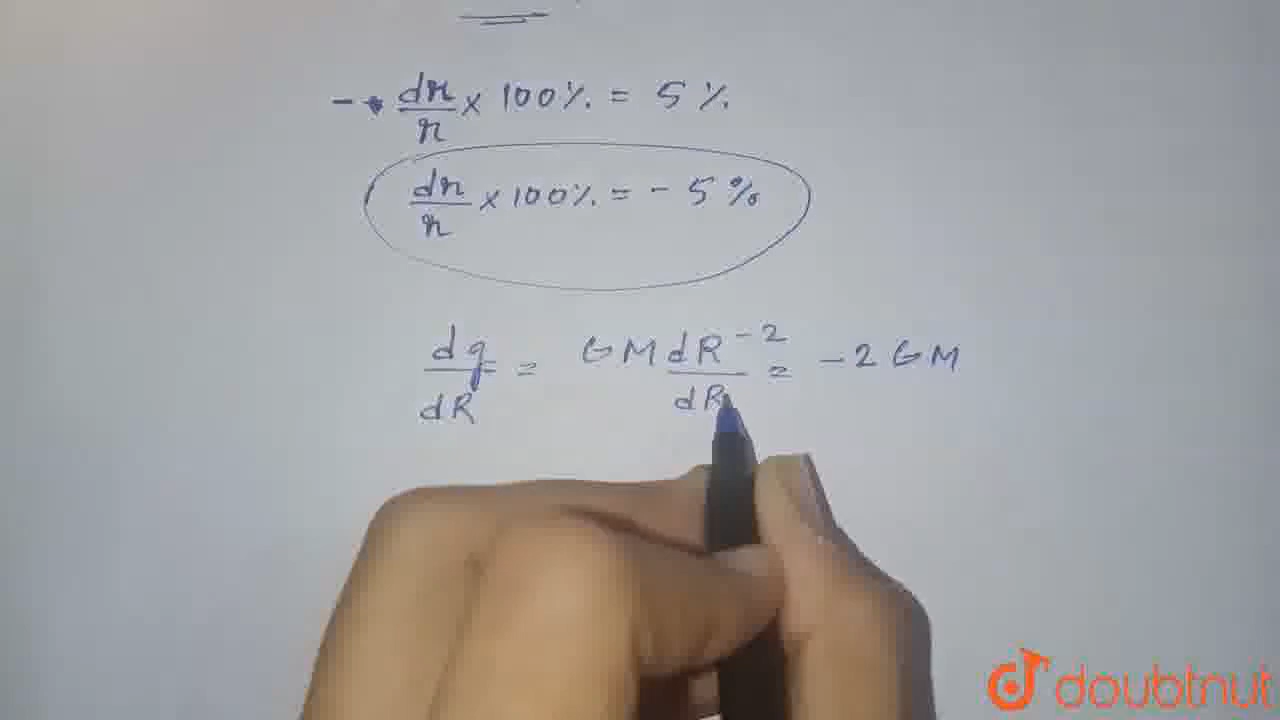 - • dr/r × 100% = 5%
dr/r × 100% = - 5%
dg/dR = GM dR⁻²/dR = -2GM
doubtnut